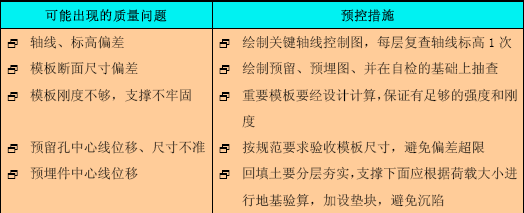 可能出现的质量问题
预控措施
轴线、标高偏差
绘制关键轴线控制图，每层复查轴线标高1次
模板断面尺寸偏差
绘制预留、预埋图、并在自检的基础上抽查
模板刚度不够，支撑不牢固
重要模板要经设计计算，保证有足够的强度和刚
度
预留孔中心线位移、尺寸不准
按规范要求验收模板尺寸，避免偏差超限
预埋件中心线位移
回填土要分层夯实，支撑下面应根据荷载大小进
行地基验算，加设垫块，避免沉陷